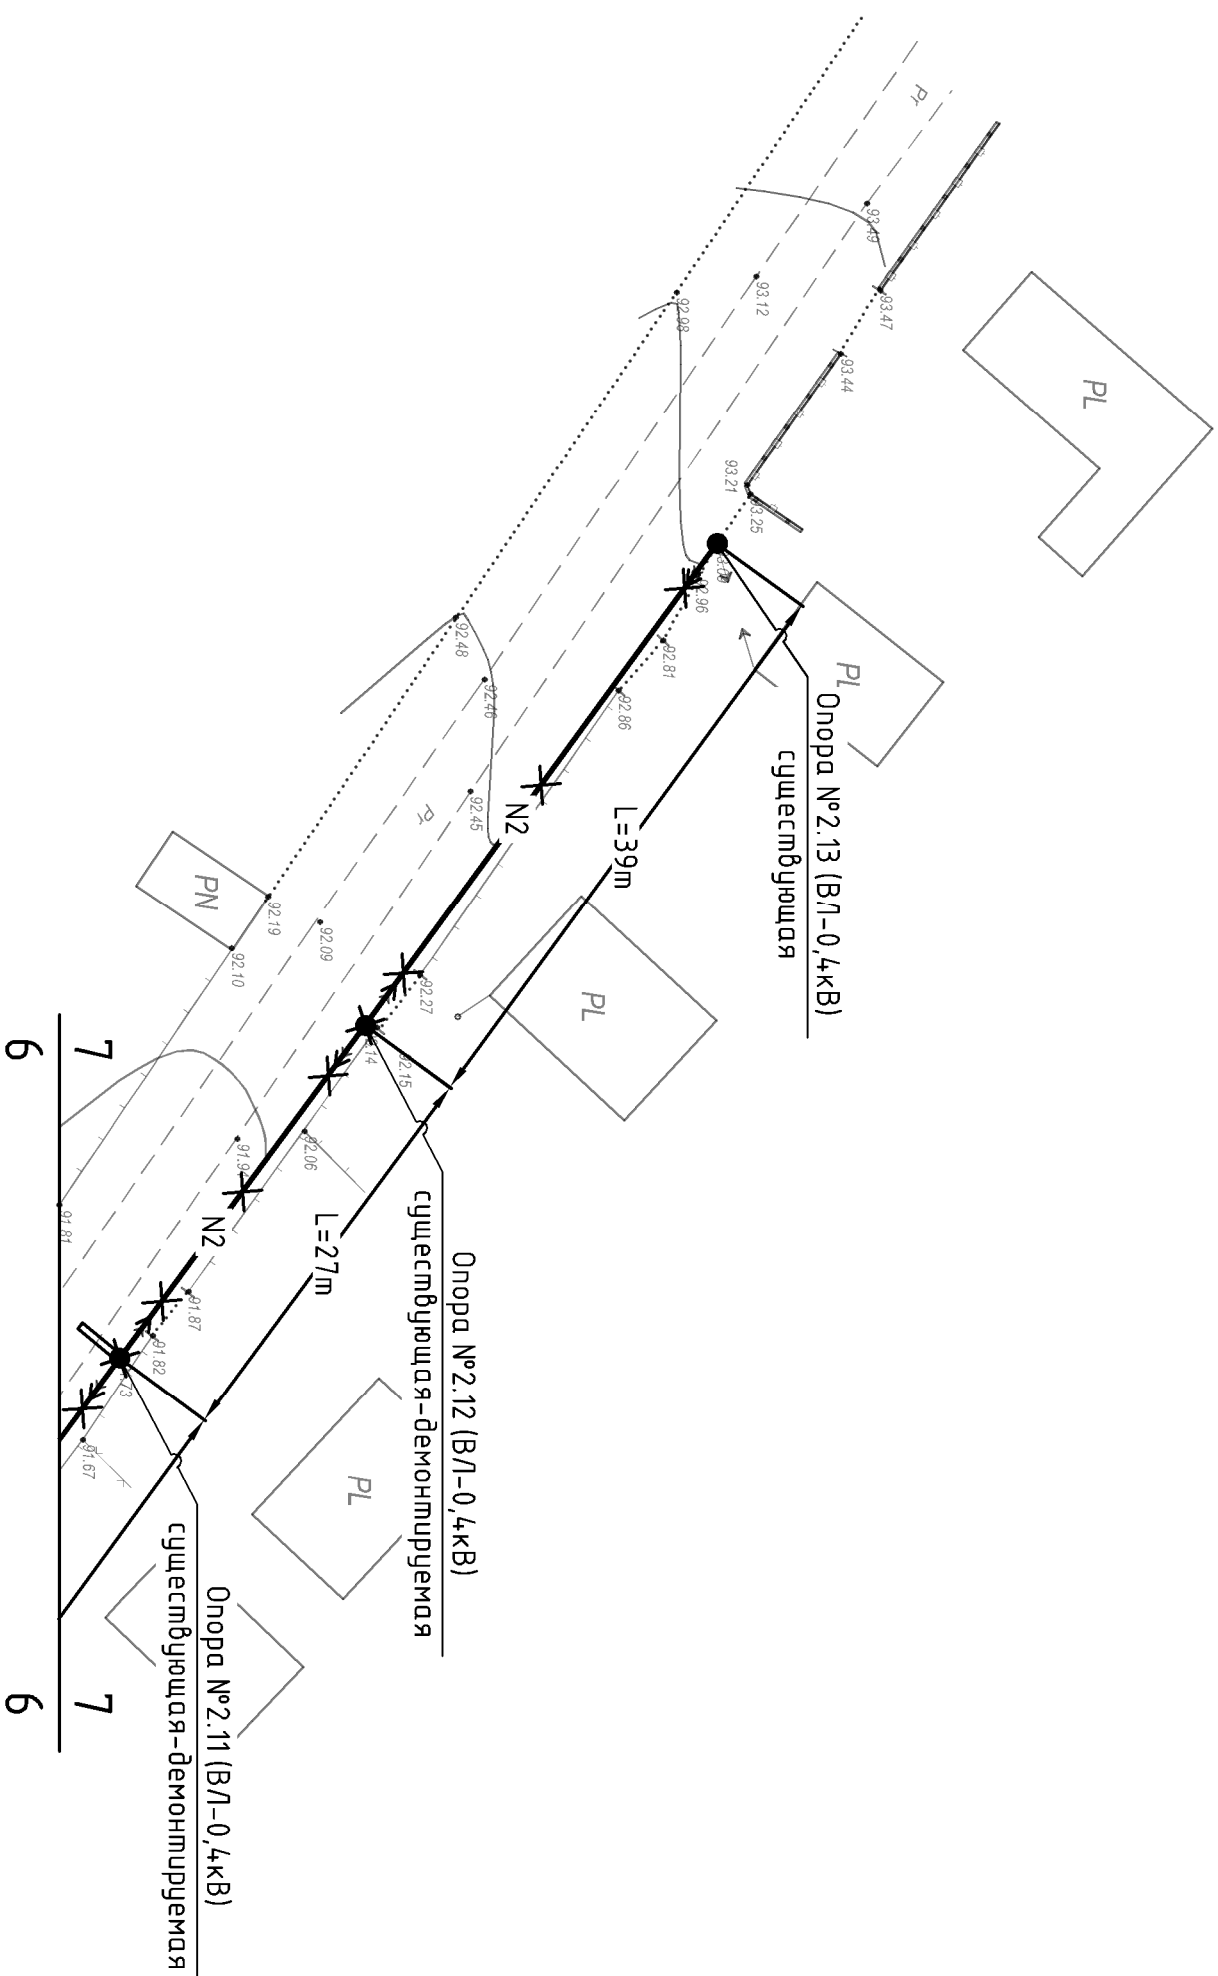 Pr
93.49
93.47
93.12
92.98
93.44
PL
93.21
93.25
92.96
92.81
92.86
PL
Опора №2.13 (ВЛ-0,4кВ)
существующая
92.48
92.46
92.45
Pr
N2
L=39m
PL
PN
92.19
92.10
92.09
92.27
92.15
92.06
Опора №2.12 (ВЛ-0,4кВ)
существующая-демонтируемая
7
6
91.81
N2
L=27m
91.87
91.82
91.67
PL
Опора №2.11 (ВЛ-0,4кВ)
существующая-демонтируемая
7
6